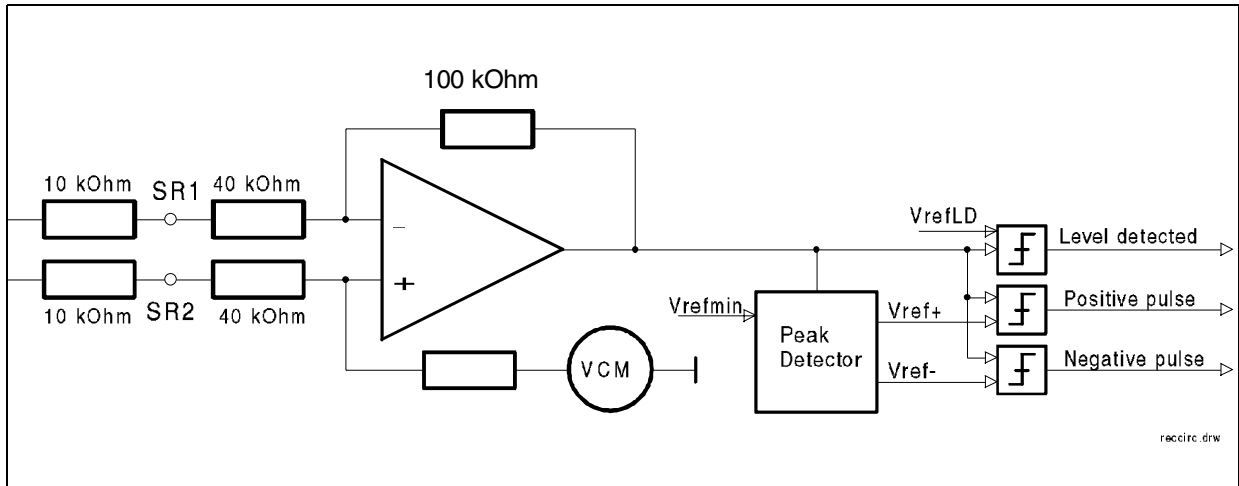 100 kOhm
10 kOhm
SR1
40 kOhm
−
+
10 kOhm
SR2
40 kOhm
VCM
Vrefmin
Peak
Detector
Vref+
Vref-
VrefLD
Level detected
Positive pulse
Negative pulse
reccirc.drw